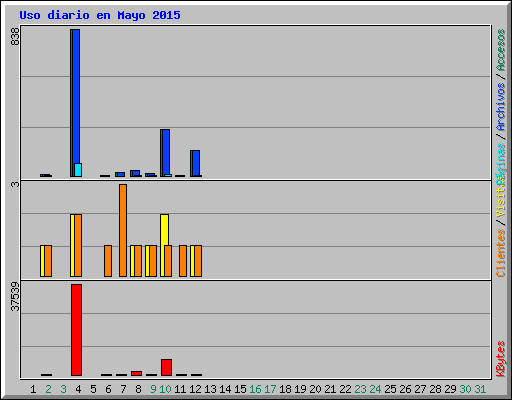 Uso diario en Mayo 2015
838
3
37539
Accesos / Archivos / Páginas
Clientes / Visitas
KBytes
1 2 3 4 5 6 7 8 9 10 11 12 13 14 15 16 17 18 19 20 21 22 23 24 25 26 27 28 29 30 31